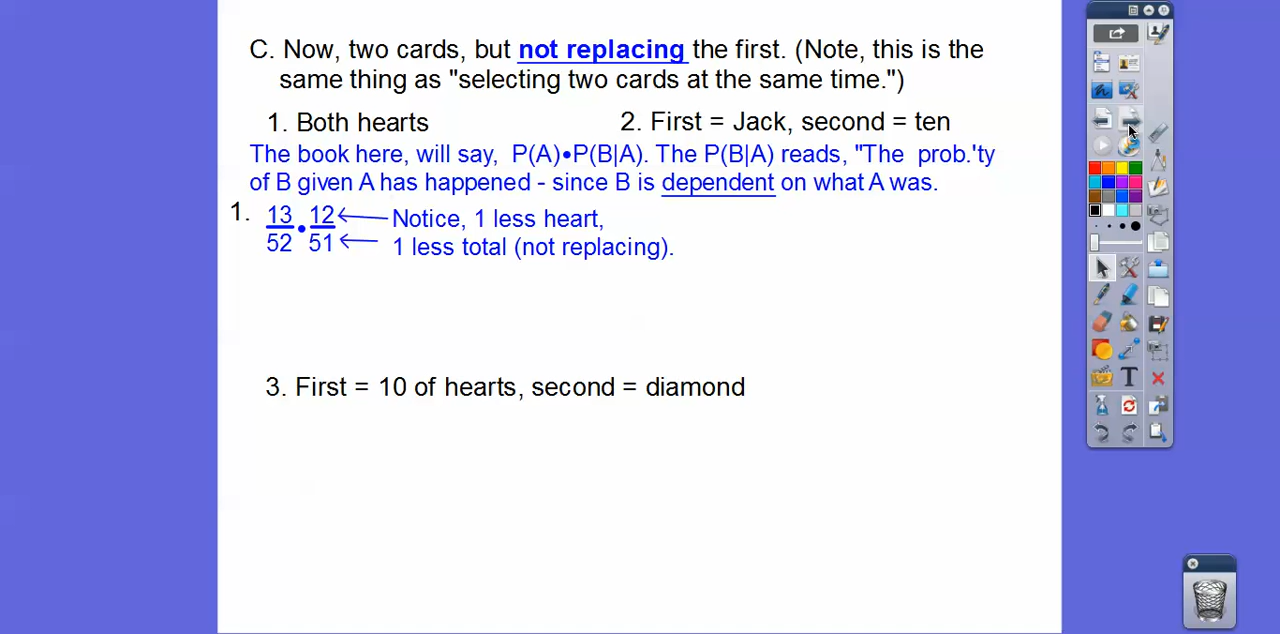 C. Now, two cards, but not replacing the first. (Note, this is the
same thing as "selecting two cards at the same time.")
1. Both hearts
2. First = Jack, second = ten
The book here, will say, P(A)•P(B|A). The P(B|A) reads, "The prob.'ty
of B given A has happened - since B is dependent on what A was.
1. 13/52 • 12/51
Notice, 1 less heart,
1 less total (not replacing).
3. First = 10 of hearts, second = diamond